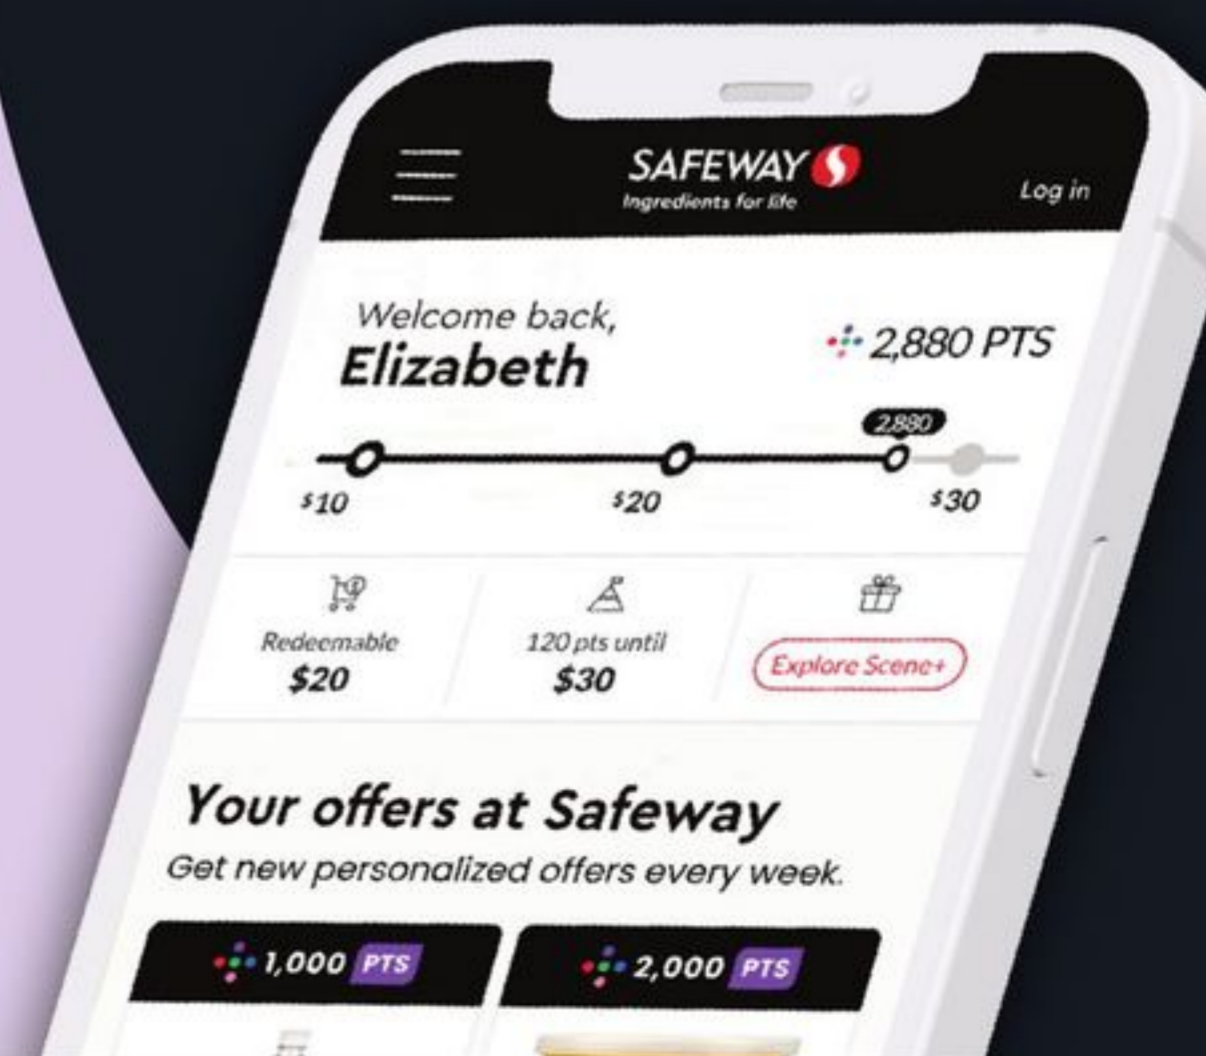 SAFEWAY
Ingredients for life
Log in
Welcome back,
Elizabeth
2,880 PTS
2,880
$10 $20 $30
Redeemable
$20
120 pts until
$30
Explore Scene+
Your offers at Safeway
Get new personalized offers every week.
1,000 PTS
2,000 PTS